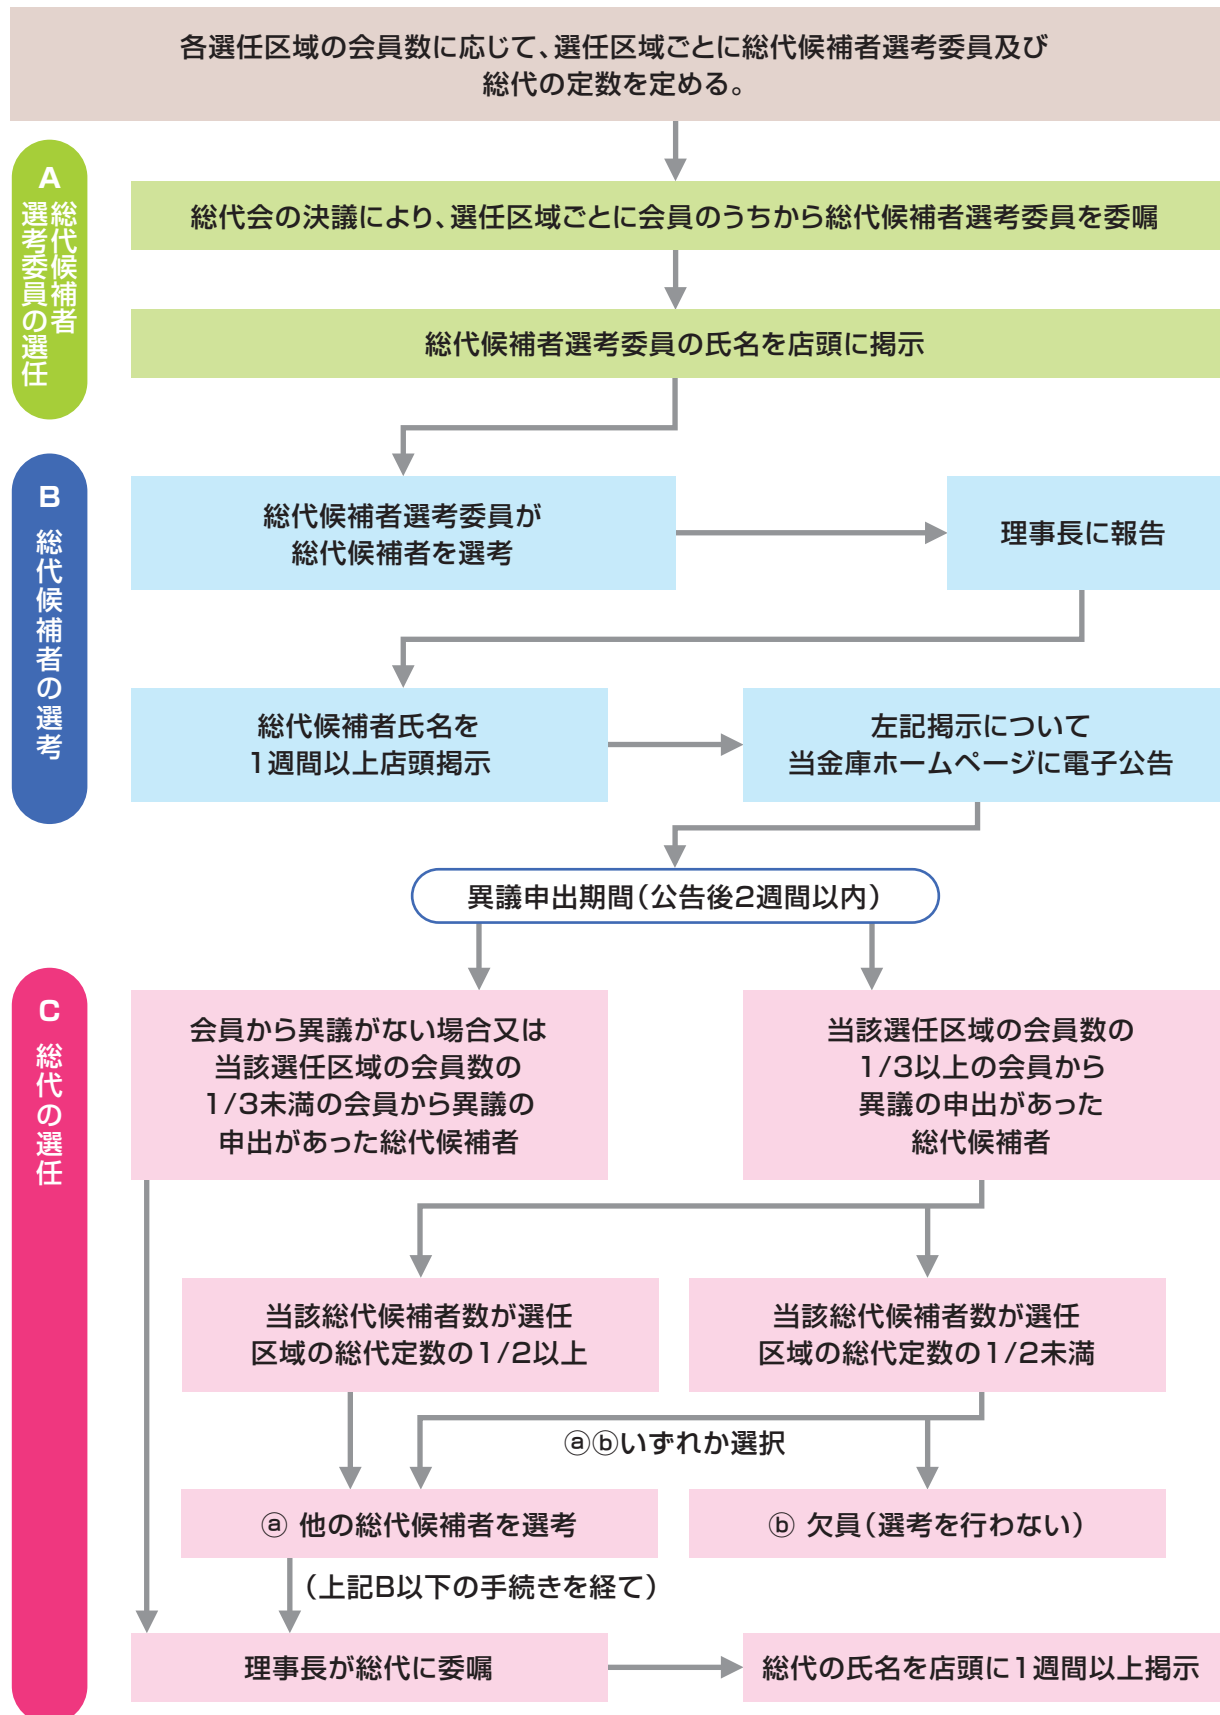 各選任区域の会員数に応じて、選任区域ごとに総代候補者選考委員及び
総代の定数を定める。
A
総代候補者
選考委員の選任
総代会の決議により、選任区域ごとに会員のうちから総代候補者選考委員を委嘱
総代候補者選考委員の氏名を店頭に掲示
B
総代候補者の選考
総代候補者選考委員が
総代候補者を選考
理事長に報告
総代候補者氏名を
1週間以上店頭掲示
左記掲示について
当金庫ホームページに電子公告
異議申出期間（公告後2週間以内）
C
総代の選任
会員から異議がない場合又は
当該選任区域の会員数の
1/3未満の会員から異議の
申出があった総代候補者
当該選任区域の会員数の
1/3以上の会員から
異議の申出があった
総代候補者
当該総代候補者数が選任
区域の総代定数の1/2以上
当該総代候補者数が選任
区域の総代定数の1/2未満
ⓐⓑいずれか選択
ⓐ 他の総代候補者を選考
ⓑ 欠員（選考を行わない）
（上記B以下の手続きを経て）
理事長が総代に委嘱
総代の氏名を店頭に1週間以上掲示